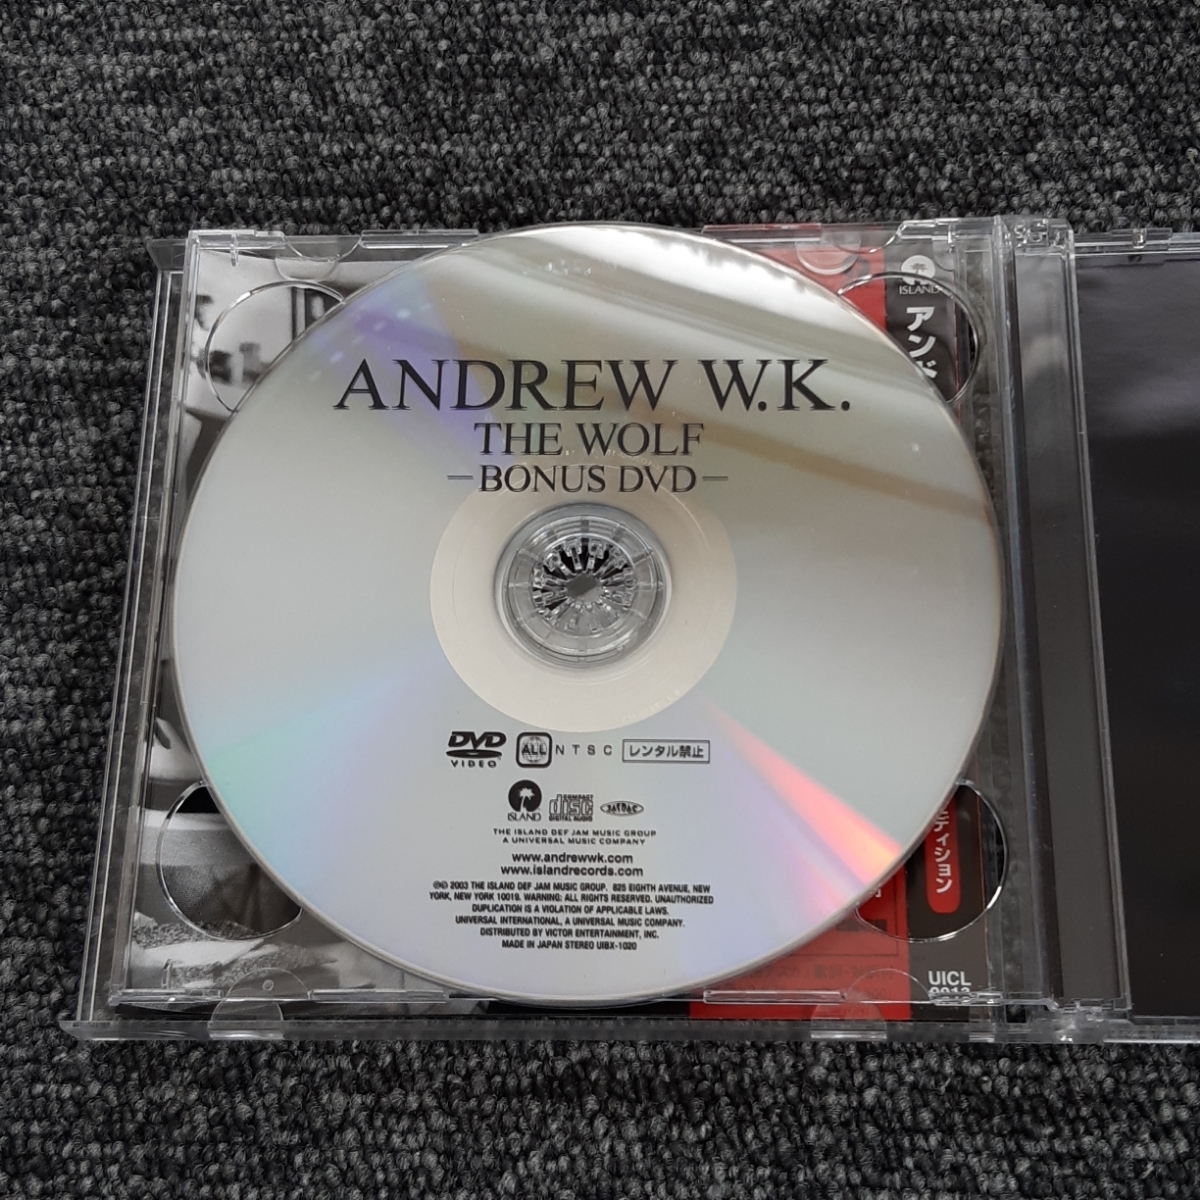 ANDREW W.K.
THE WOLF
–BONUS DVD–
DVD
VIDEO
ALL
NTSC
レンタル禁止
ISLAND
COMPACT
disc
DIGITAL AUDIO
THE ISLAND DEF JAM MUSIC GROUP
A UNIVERSAL MUSIC COMPANY
www.andrewwk.com
www.islandrecords.com
℗© 2003 THE ISLAND DEF JAM MUSIC GROUP. 825 EIGHTH AVENUE, NEW
YORK, NEW YORK 10019. WARNING: ALL RIGHTS RESERVED. UNAUTHORIZED
DUPLICATION IS A VIOLATION OF APPLICABLE LAWS.
UNIVERSAL INTERNATIONAL, A UNIVERSAL MUSIC COMPANY.
DISTRIBUTED BY VICTOR ENTERTAINMENT, INC.
MADE IN JAPAN STEREO UIBX-1020
ISLAND
アンド
ディション
UICL